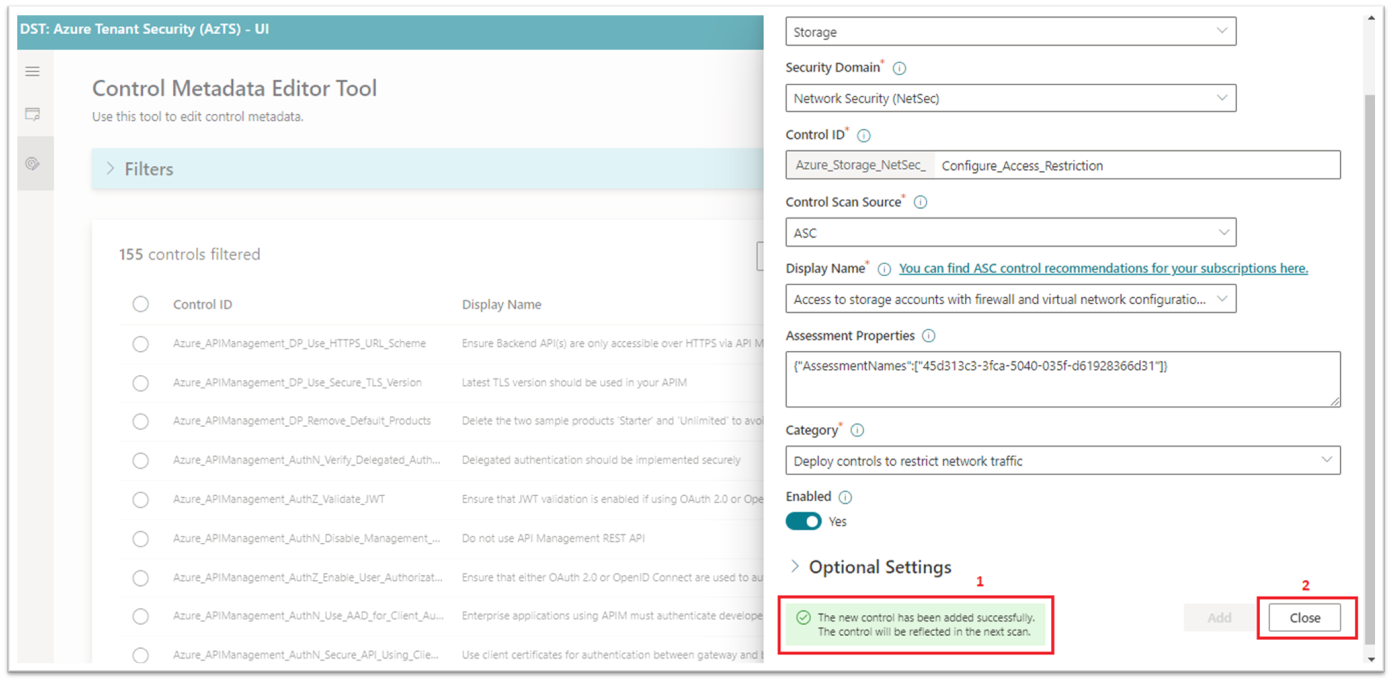 DST: Azure Tenant Security (AzTS) - UI
Control Metadata Editor Tool
Use this tool to edit control metadata.
Filters
155 controls filtered
Control ID Display Name
Azure_APIManagement_DP_Use_HTTPS_URL_Scheme Ensure Backend API(s) are only accessible over HTTPS via API M
Azure_APIManagement_DP_Use_Secure_TLS_Version Latest TLS version should be used in your APIM
Azure_APIManagement_DP_Remove_Default_Products Delete the two sample products 'Starter' and 'Unlimited' to avoi
Azure_APIManagement_AuthN_Verify_Delegated_Auth... Delegated authentication should be implemented securely
Azure_APIManagement_AuthZ_Validate_JWT Ensure that JWT validation is enabled if using OAuth 2.0 or Ope
Azure_APIManagement_AuthN_Disable_Management_... Do not use API Management REST API
Azure_APIManagement_AuthZ_Enable_User_Authorizat... Ensure that either OAuth 2.0 or OpenID Connect are used to au
Azure_APIManagement_AuthN_Use_AAD_for_Client_Au... Enterprise applications using APIM must authenticate develope
Azure_APIManagement_AuthN_Secure_API_Using_Clie... Use client certificates for authentication between gateway and
Storage
Security Domain*
Network Security (NetSec)
Control ID*
Azure_Storage_NetSec_ Configure_Access_Restriction
Control Scan Source*
ASC
Display Name* You can find ASC control recommendations for your subscriptions here.
Access to storage accounts with firewall and virtual network configuratio...
Assessment Properties
{"AssessmentNames":["45d313c3-3fca-5040-035f-d61928366d31"]}
Category*
Deploy controls to restrict network traffic
Enabled
Yes
Optional Settings
1
2
The new control has been added successfully.
The control will be reflected in the next scan.
Add
Close